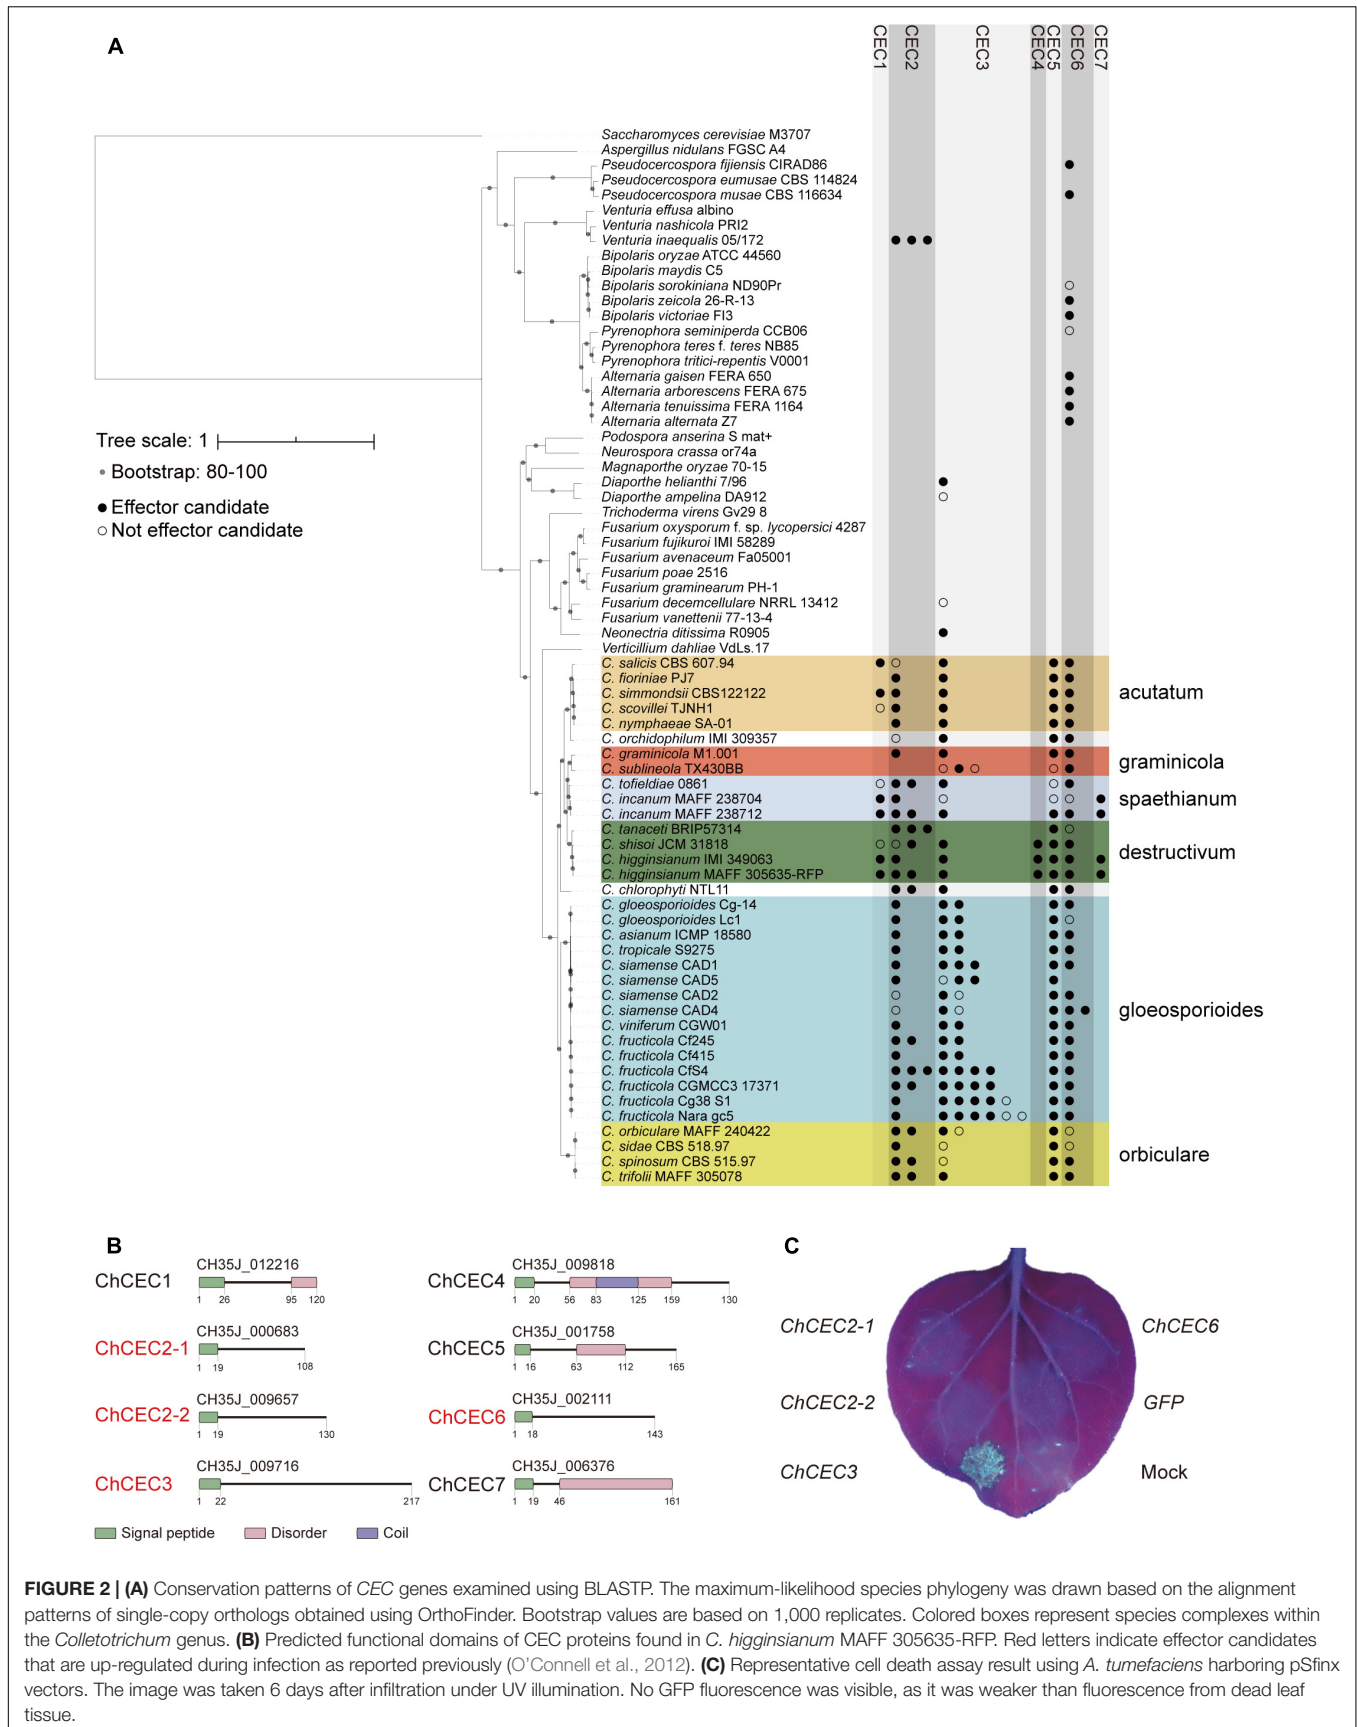 A
CEC1 CEC2 CEC3 CEC4 CEC5 CEC6 CEC7
Saccharomyces cerevisiae M3707
Aspergillus nidulans FGSC A4
Pseudocercospora fijiensis CIRAD86
Pseudocercospora eumusae CBS 114824
Pseudocercospora musae CBS 116634
Venturia effusa albino
Venturia nashicola PRI2
Venturia inaequalis 05/172
Bipolaris oryzae ATCC 44560
Bipolaris maydis C5
Bipolaris sorokiniana ND90Pr
Bipolaris zeicola 26-R-13
Bipolaris victoriae FI3
Pyrenophora seminiperda CCB06
Pyrenophora teres f. teres NB85
Pyrenophora tritici-repentis V0001
Alternaria gaisen FERA 650
Alternaria arborescens FERA 675
Alternaria tenuissima FERA 1164
Alternaria alternata Z7
Tree scale: 1
Bootstrap: 80-100
Effector candidate
Not effector candidate
Podospora anserina S mat+
Neurospora crassa or74a
Magnaporthe oryzae 70-15
Diaporthe helianthi 7/96
Diaporthe ampelina DA912
Trichoderma virens Gv29 8
Fusarium oxysporum f. sp. lycopersici 4287
Fusarium fujikuroi IMI 58289
Fusarium avenaceum Fa05001
Fusarium poae 2516
Fusarium graminearum PH-1
Fusarium decemcellulare NRRL 13412
Fusarium vanettenii 77-13-4
Neonectria ditissima R0905
Verticillium dahliae VdLs.17
C. salicis CBS 607.94
C. fioriniae PJ7
C. simmondsii CBS122122
C. scovillei TJNH1
C. nymphaeae SA-01
acutatum
C. orchidophilum IMI 309357
C. graminicola M1.001
C. sublineola TX430BB
graminicola
C. tofieldiae 0861
C. incanum MAFF 238704
C. incanum MAFF 238712
spaethianum
C. tanaceti BRIP57314
C. shisoi JCM 31818
C. higginsianum IMI 349063
C. higginsianum MAFF 305635-RFP
destructivum
C. chlorophyti NTL11
C. gloeosporioides Cg-14
C. gloeosporioides Lc1
C. asianum ICMP 18580
C. tropicale S9275
C. siamense CAD1
C. siamense CAD5
C. siamense CAD2
C. siamense CAD4
C. viniferum CGW01
C. fructicola Cf245
C. fructicola Cf415
C. fructicola CfS4
C. fructicola CGMCC3 17371
C. fructicola Cg38 S1
C. fructicola Nara gc5
gloeosporioides
C. orbiculare MAFF 240422
C. sidae CBS 518.97
C. spinosum CBS 515.97
C. trifolii MAFF 305078
orbiculare
B
ChCEC1 CH35J_012216
1 26 95 120
ChCEC2-1 CH35J_000683
1 19 108
ChCEC2-2 CH35J_009657
1 19 130
ChCEC3 CH35J_009716
1 22 217
ChCEC4 CH35J_009818
1 20 56 83 125 159 130
ChCEC5 CH35J_001758
1 16 63 112 165
ChCEC6 CH35J_002111
1 18 143
ChCEC7 CH35J_006376
1 19 46 161
Signal peptide Disorder Coil
C
ChCEC2-1
ChCEC2-2
ChCEC3
ChCEC6
GFP
Mock
FIGURE 2 | (A) Conservation patterns of CEC genes examined using BLASTP. The maximum-likelihood species phylogeny was drawn based on the alignment
patterns of single-copy orthologs obtained using OrthoFinder. Bootstrap values are based on 1,000 replicates. Colored boxes represent species complexes within
the Colletotrichum genus. (B) Predicted functional domains of CEC proteins found in C. higginsianum MAFF 305635-RFP. Red letters indicate effector candidates
that are up-regulated during infection as reported previously (O'Connell et al., 2012). (C) Representative cell death assay result using A. tumefaciens harboring pSfinx
vectors. The image was taken 6 days after infiltration under UV illumination. No GFP fluorescence was visible, as it was weaker than fluorescence from dead leaf
tissue.